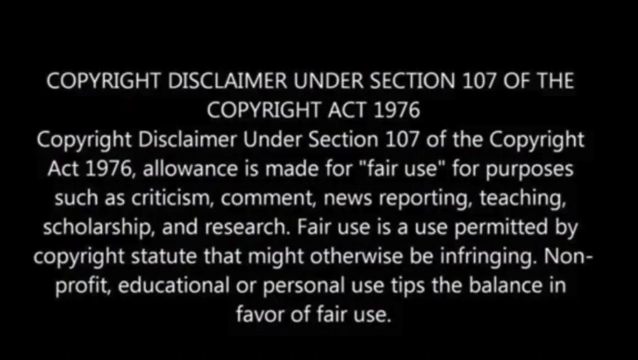 COPYRIGHT DISCLAIMER UNDER SECTION 107 OF THE
COPYRIGHT ACT 1976
Copyright Disclaimer Under Section 107 of the Copyright
Act 1976, allowance is made for "fair use" for purposes
such as criticism, comment, news reporting, teaching,
scholarship, and research. Fair use is a use permitted by
copyright statute that might otherwise be infringing. Non-
profit, educational or personal use tips the balance in
favor of fair use.